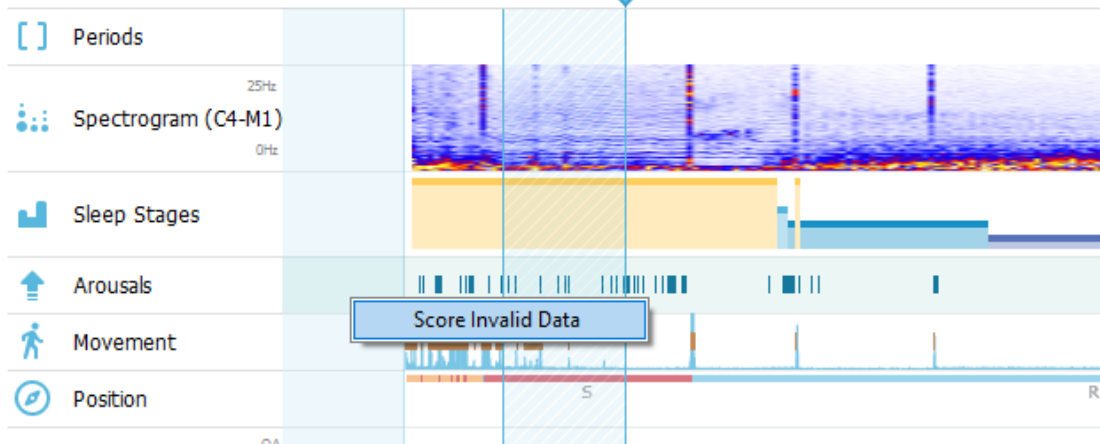 Periods
25Hz
Spectrogram (C4-M1)
0Hz
Sleep Stages
Arousals
Score Invalid Data
Movement
Position
S
R